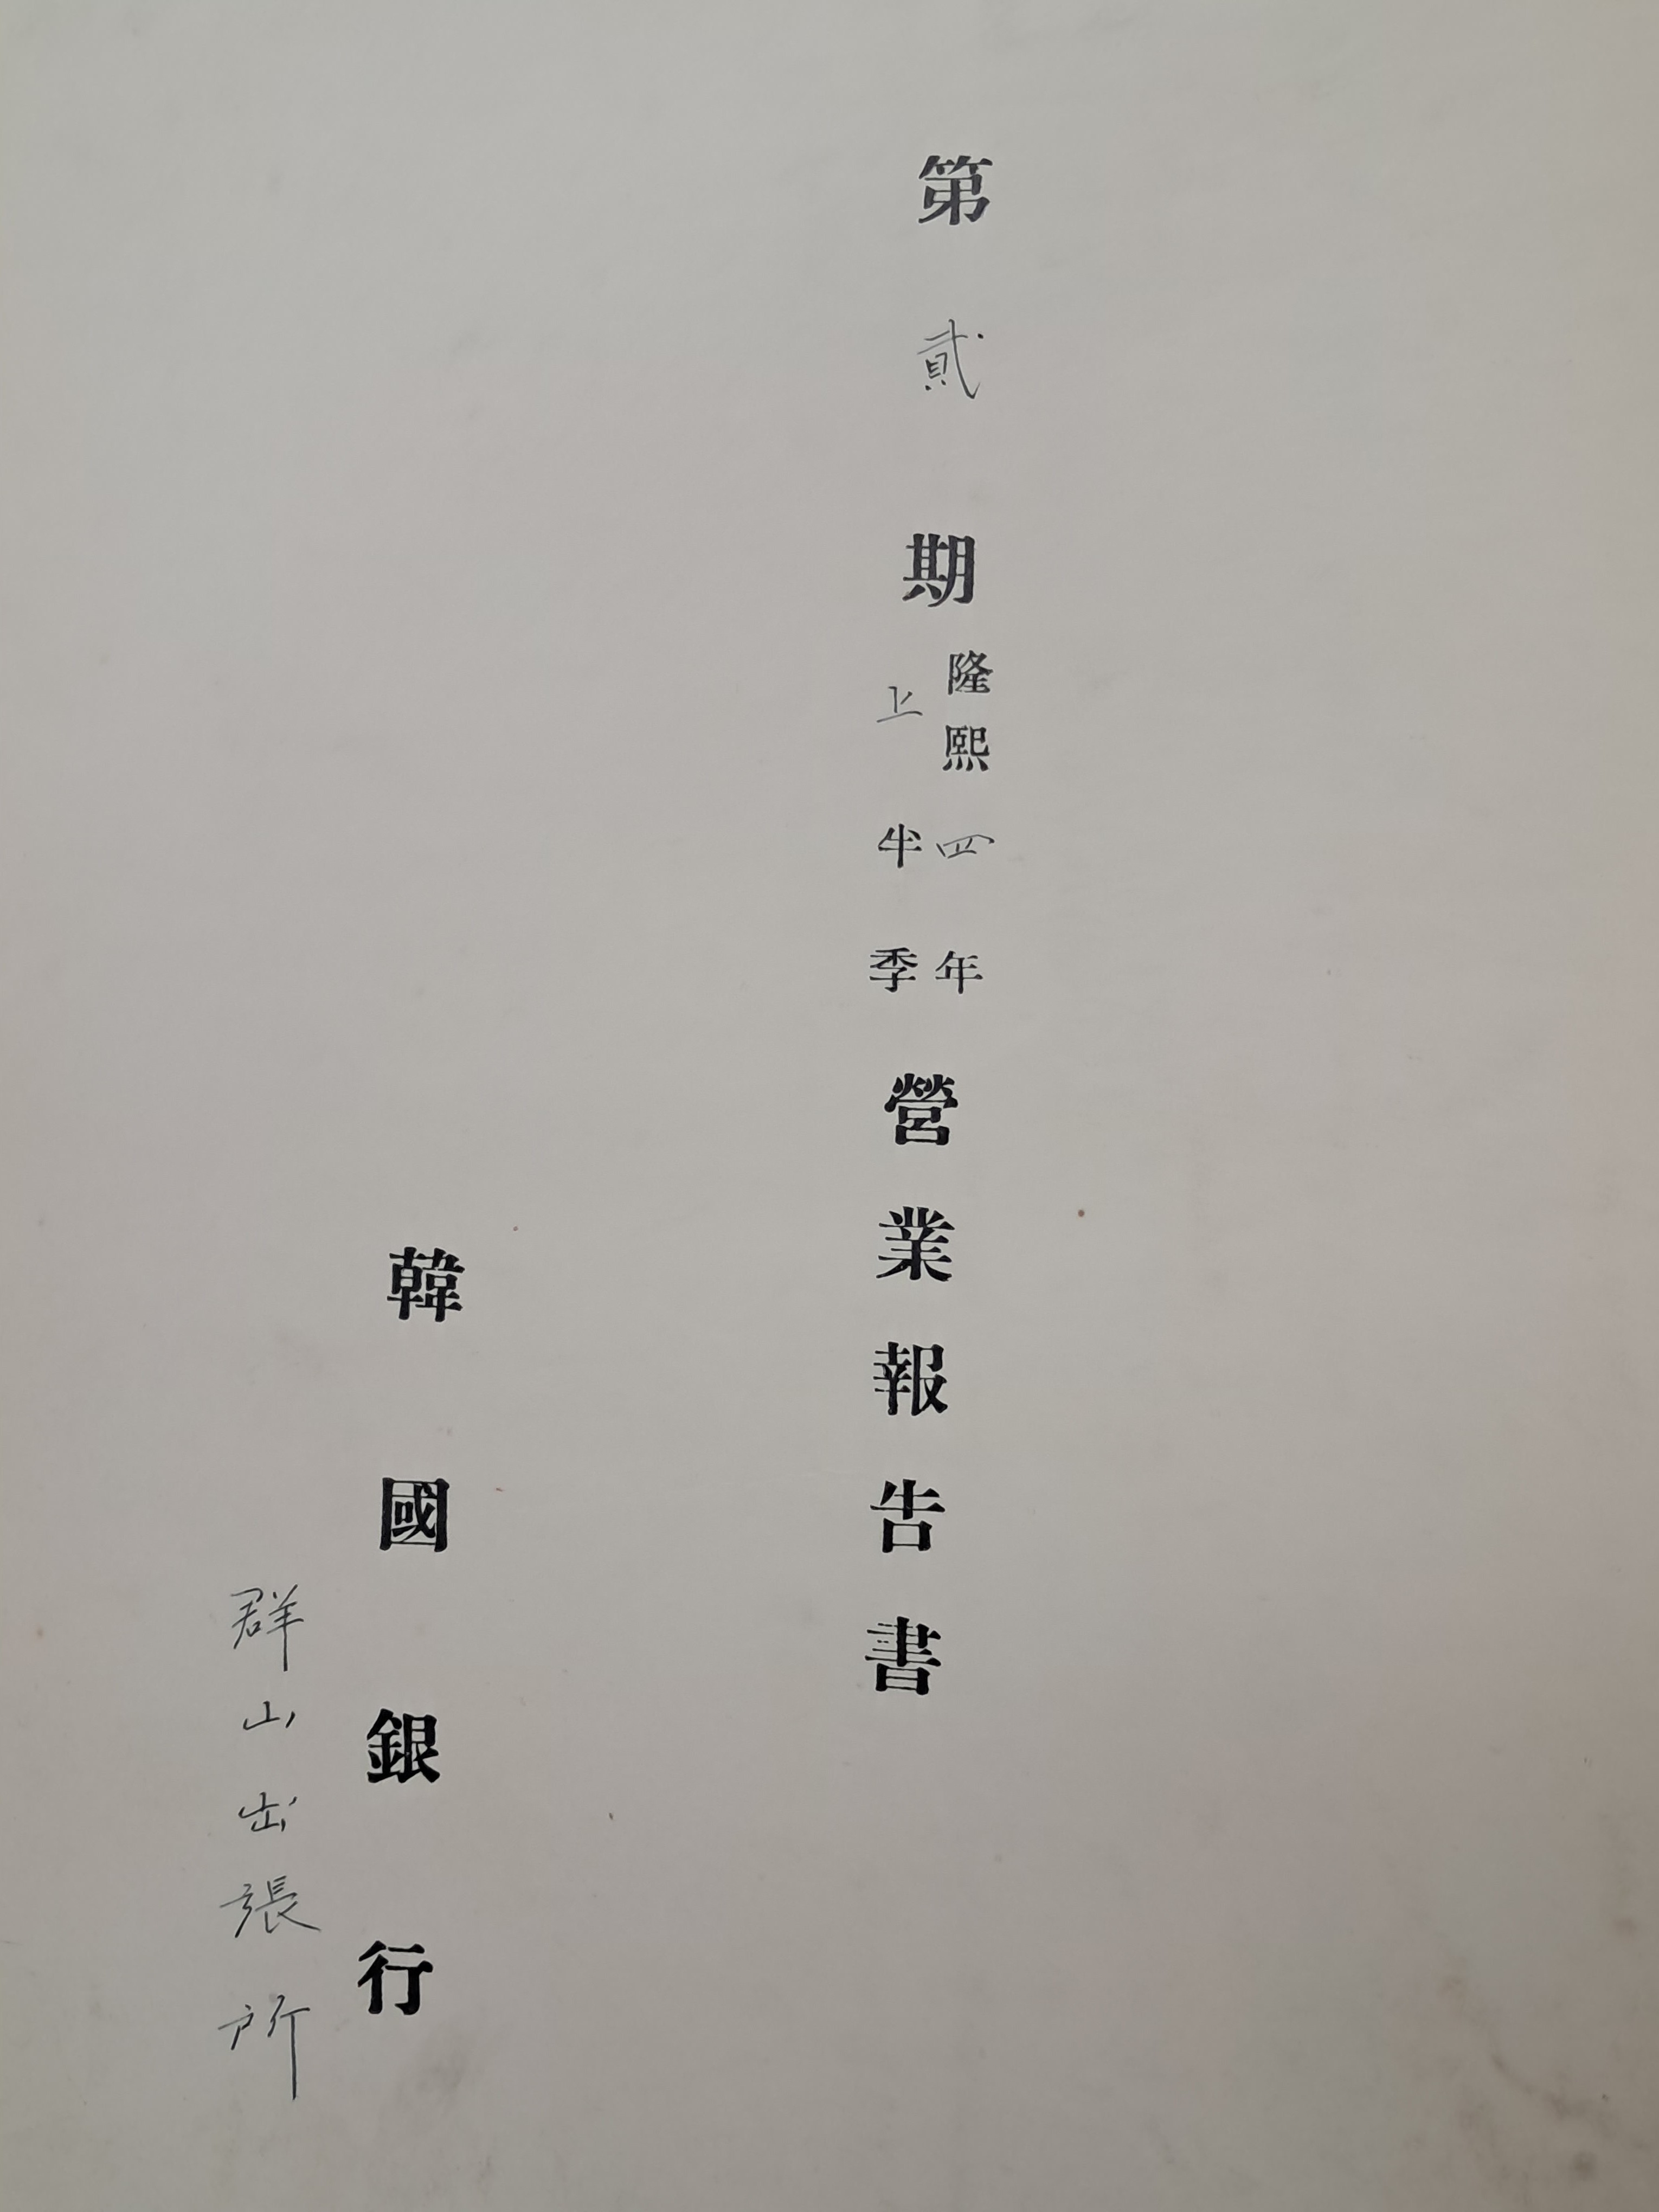 第貳期
隆熙四年
上半季
營業報告書
韓國銀行
群山出張所